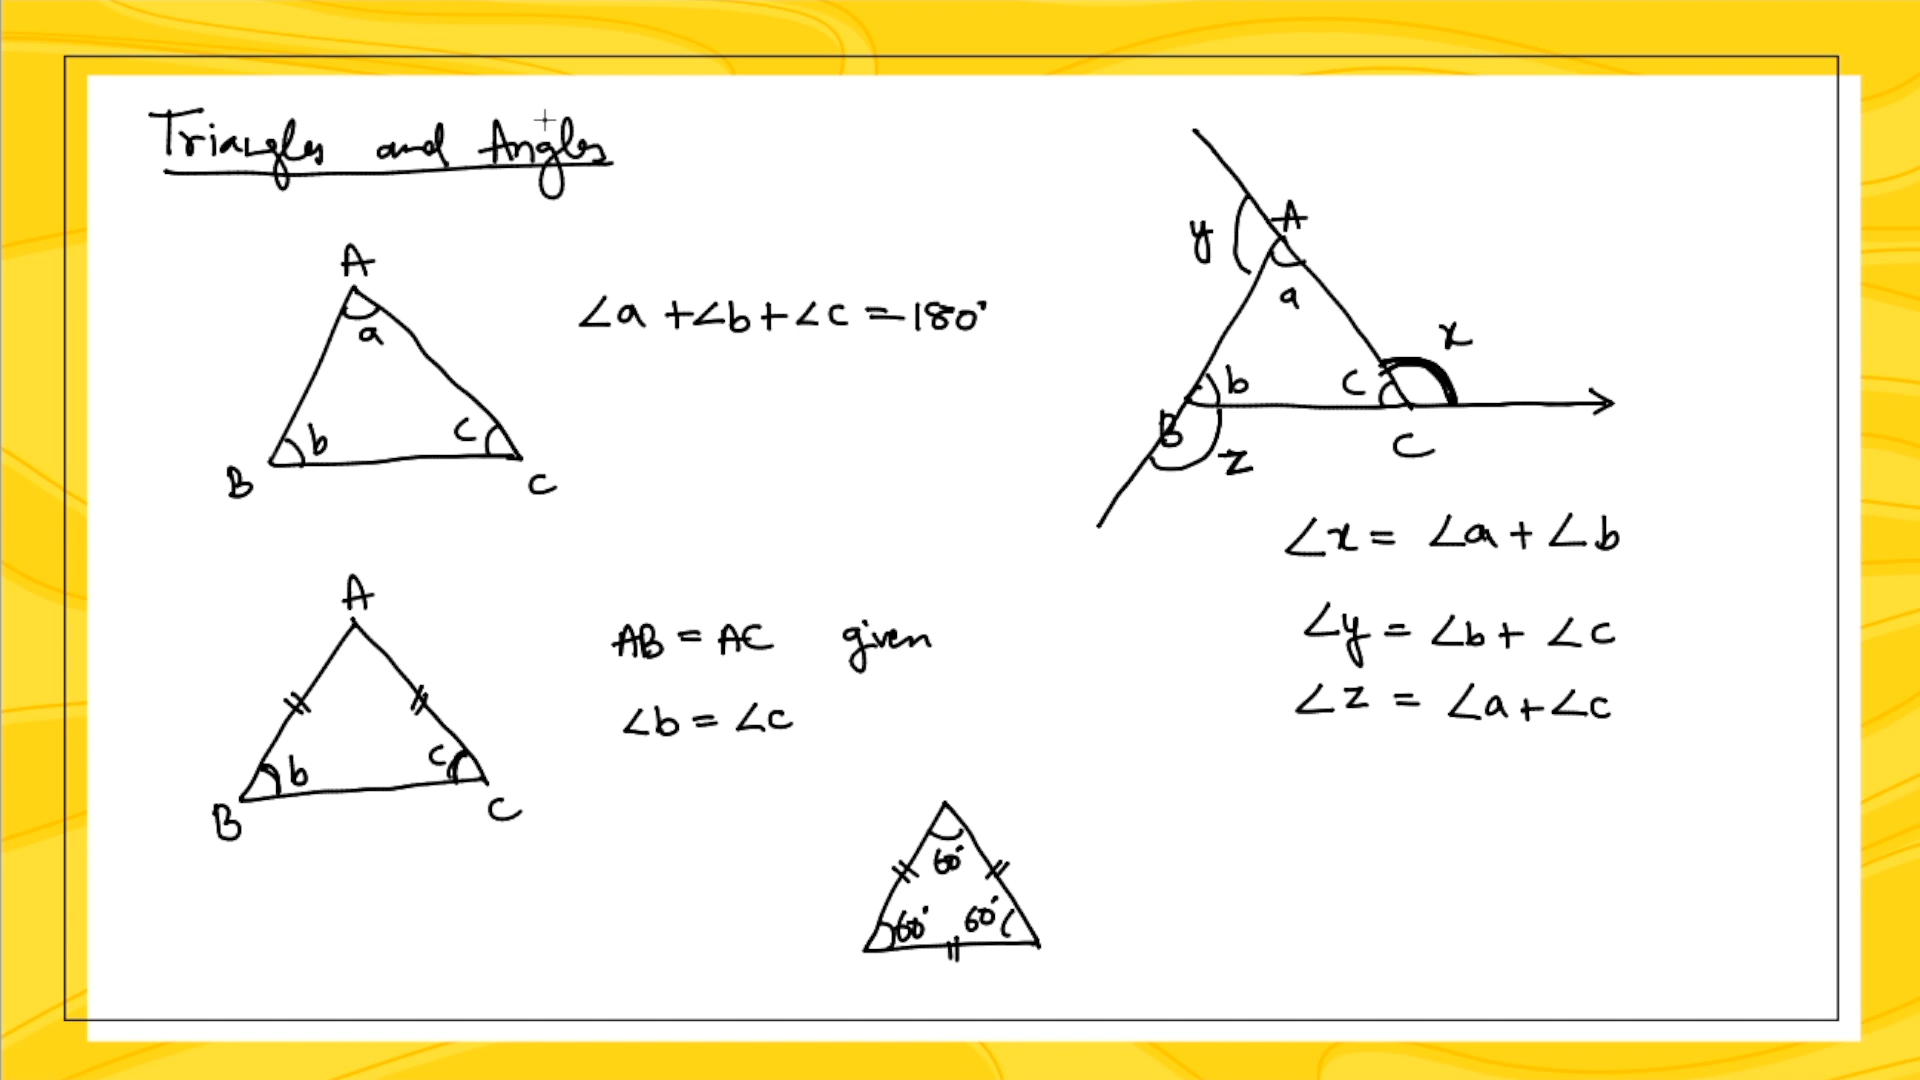 Triangles and Angles
A
a
b
c
B
C
∠a +∠b+∠c =180°
A
b
c
B
C
AB = AC given
∠b = ∠c
60°
60°
60°
A
y
a
x
b
c
B
z
C
∠x = ∠a + ∠b
∠y = ∠b + ∠c
∠z = ∠a + ∠c